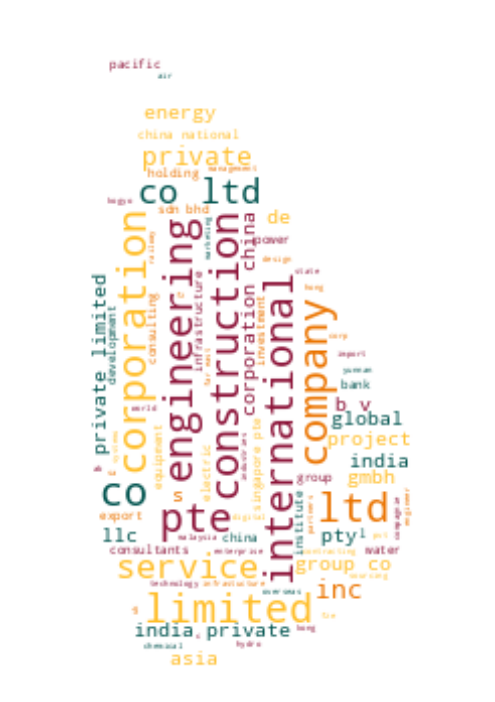 pacific
air
energy
china national
private
management
holding
co ltd
sdn bhd
de
corporation
engineering
construction
marketing
corporation china
power
railway
design
state
international
private limited
development
consulting
infrastructure
investment
company
corp
import
yunnan
bank
world
b v
global
project
india
equipment
electric
singapore pte
industries
group
gmbh
co
s
pte
ltd
export
digital
institute
partners
engineer
llc
malaysia
china
pty
water
consultants
enterprise
contracting
service
group co
technology
infrastructure
overseas
inc
limited
india private
hydro
chemical
asia